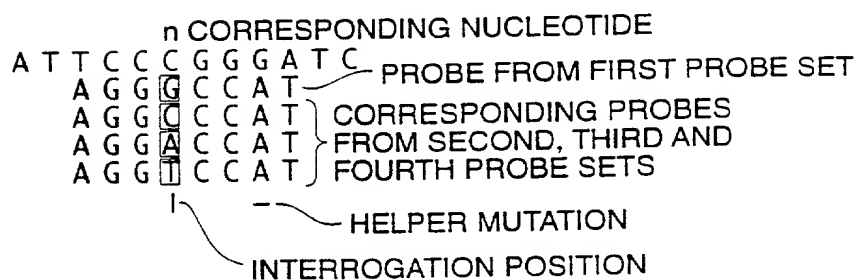 n CORRESPONDING NUCLEOTIDE
A T T C C C G G G A T C
A G G G C C A T PROBE FROM FIRST PROBE SET
A G G C C C A T CORRESPONDING PROBES
A G G A C C A T FROM SECOND, THIRD AND
A G G T C C A T FOURTH PROBE SETS
I – HELPER MUTATION
INTERROGATION POSITION